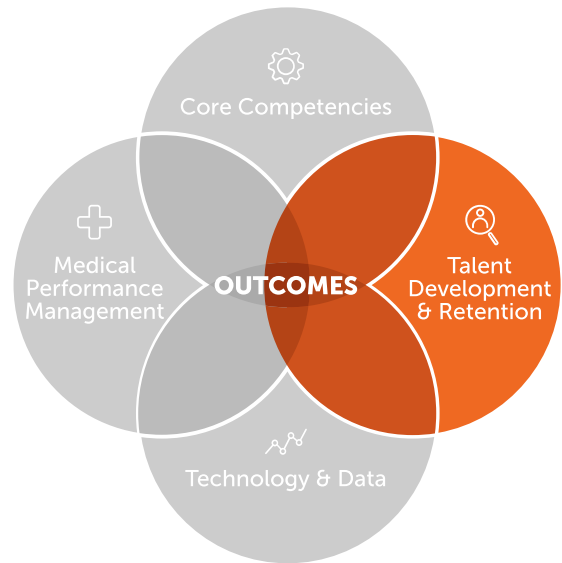 Core Competencies
Medical
Performance
Management
OUTCOMES
Talent
Development
& Retention
Technology & Data